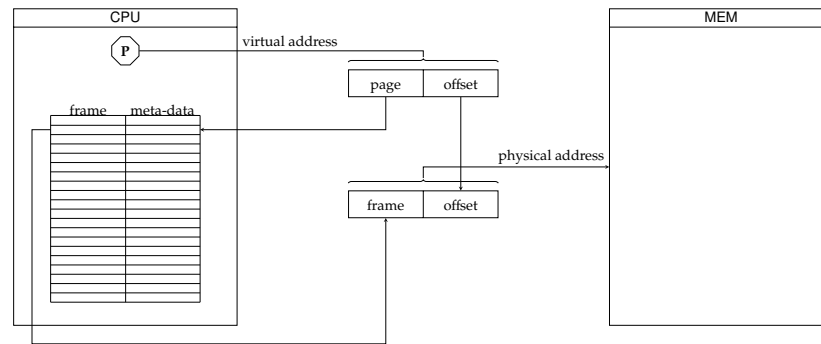 CPU
MEM
P
virtual address
page offset
frame meta-data
physical address
frame offset